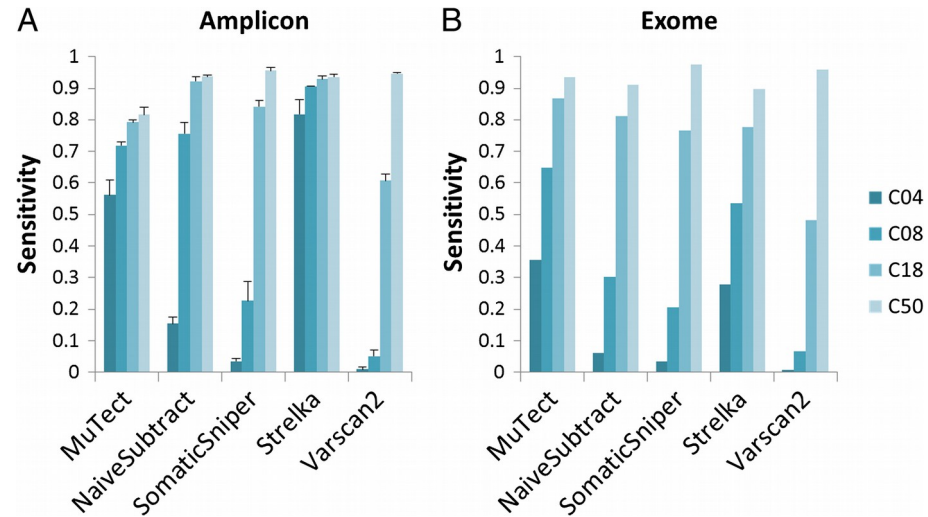 A
Amplicon
Sensitivity
1
0.9
0.8
0.7
0.6
0.5
0.4
0.3
0.2
0.1
0
MuTect
NaiveSubtract
SomaticSniper
Strelka
Varscan2
B
Exome
Sensitivity
1
0.9
0.8
0.7
0.6
0.5
0.4
0.3
0.2
0.1
0
MuTect
NaiveSubtract
SomaticSniper
Strelka
Varscan2
C04
C08
C18
C50